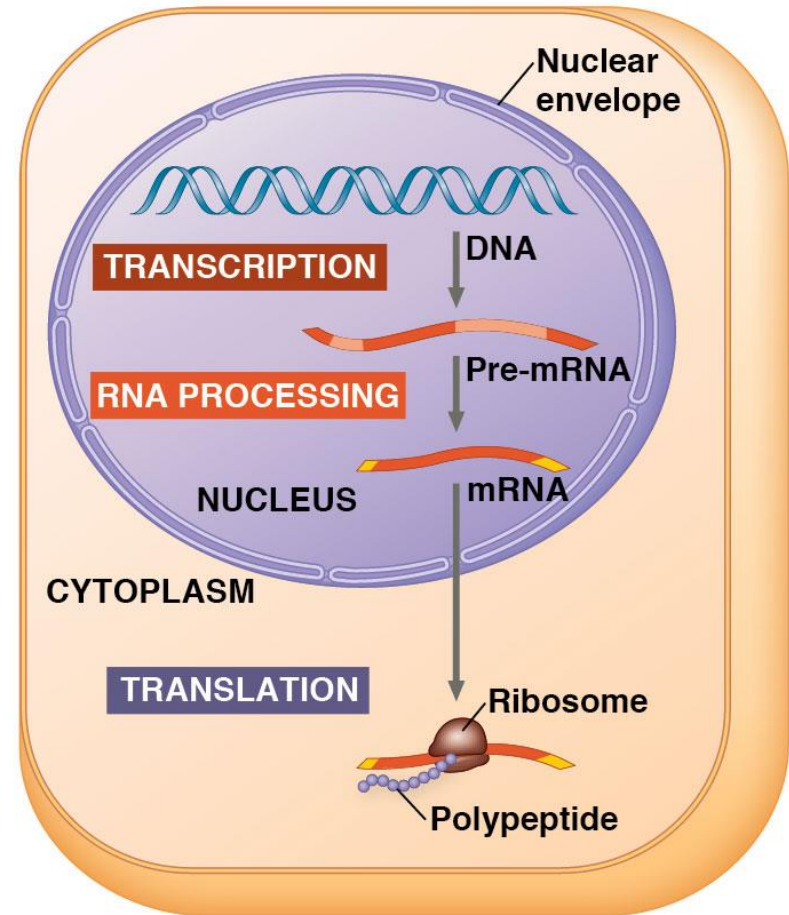 Nuclear
envelope
DNA
TRANSCRIPTION
Pre-mRNA
RNA PROCESSING
mRNA
NUCLEUS
CYTOPLASM
TRANSLATION
Ribosome
Polypeptide